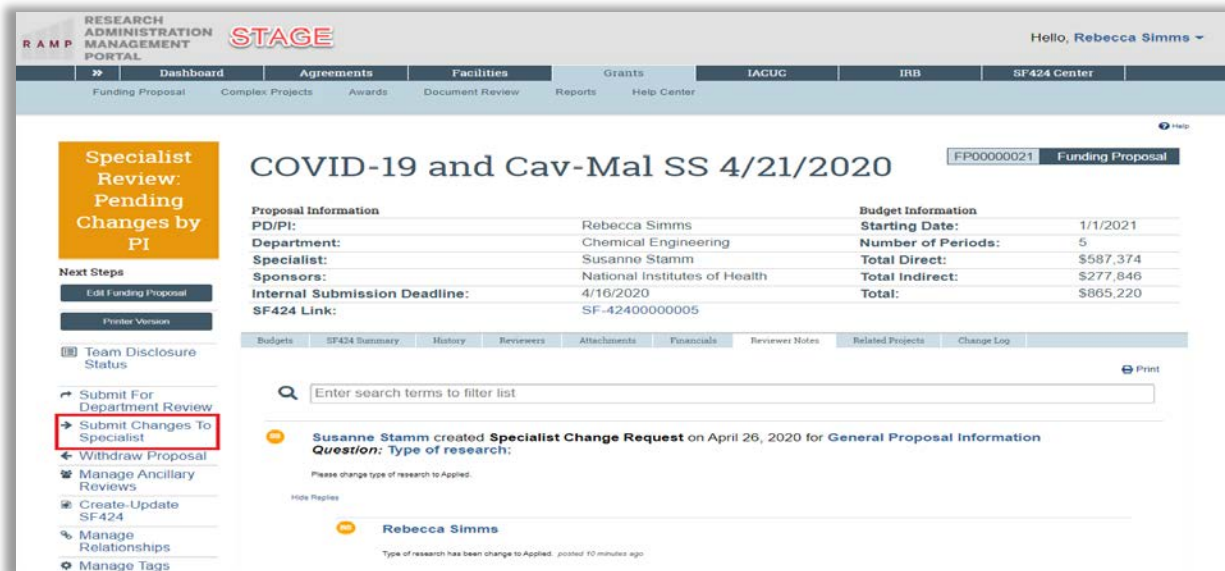 RAMP
RESEARCH
ADMINISTRATION
MANAGEMENT
PORTAL
STAGE
Hello, Rebecca Simms
» Dashboard Agreements Facilities Grants IACUC IRB SF424 Center
Funding Proposal Complex Projects Awards Document Review Reports Help Center
Help
Specialist
Review:
Pending
Changes by
PI
Next Steps
Edit Funding Proposal
Printer Version
Team Disclosure
Status
Submit For
Department Review
Submit Changes To
Specialist
Withdraw Proposal
Manage Ancillary
Reviews
Create-Update
SF424
Manage
Relationships
Manage Tags
COVID-19 and Cav-Mal SS 4/21/2020
FP00000021 Funding Proposal
Proposal Information
PD/PI: Rebecca Simms
Department: Chemical Engineering
Specialist: Susanne Stamm
Sponsors: National Institutes of Health
Internal Submission Deadline: 4/16/2020
SF424 Link: SF-42400000005
Budget Information
Starting Date: 1/1/2021
Number of Periods: 5
Total Direct: $587,374
Total Indirect: $277,846
Total: $865,220
Budgets SF424 Summary History Reviewers Attachments Financials Reviewer Notes Related Projects Change Log
Print
Enter search terms to filter list
Susanne Stamm created Specialist Change Request on April 26, 2020 for General Proposal Information
Question: Type of research:
Please change type of research to Applied.
Hide Replies
Rebecca Simms
Type of research has been change to Applied. posted 10 minutes ago